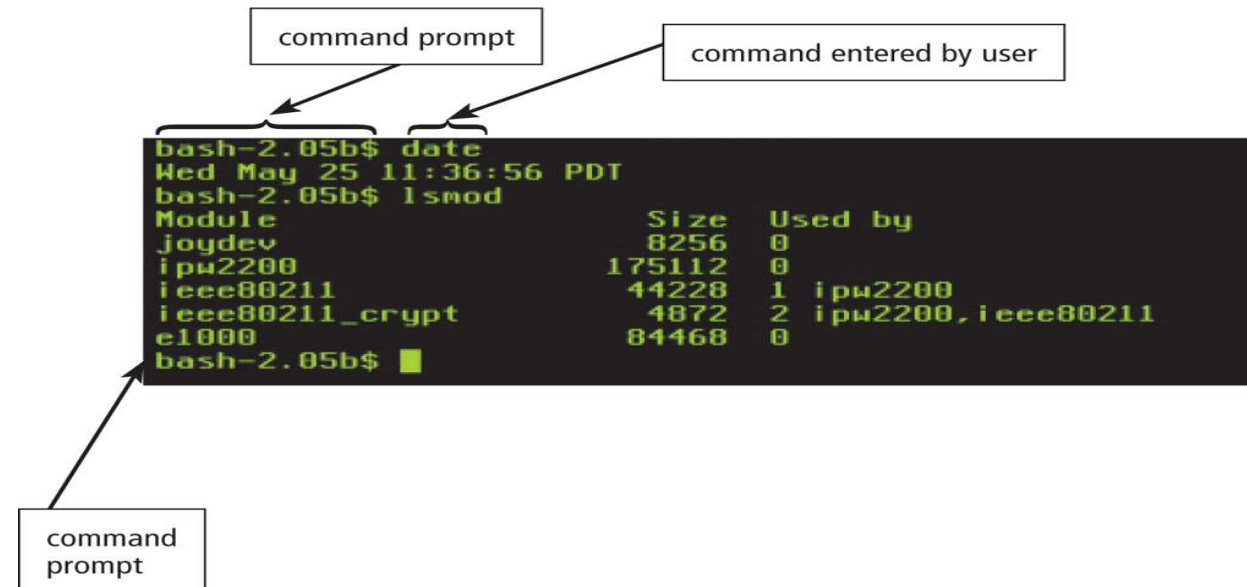 command prompt
command entered by user
bash-2.05b$ date
Wed May 25 11:36:56 PDT
bash-2.05b$ lsmod
Module Size Used by
joydev 8256 0
ipw2200 175112 0
ieee80211 44228 1 ipw2200
ieee80211_crypt 4872 2 ipw2200,ieee80211
e1000 84468 0
bash-2.05b$
command
prompt